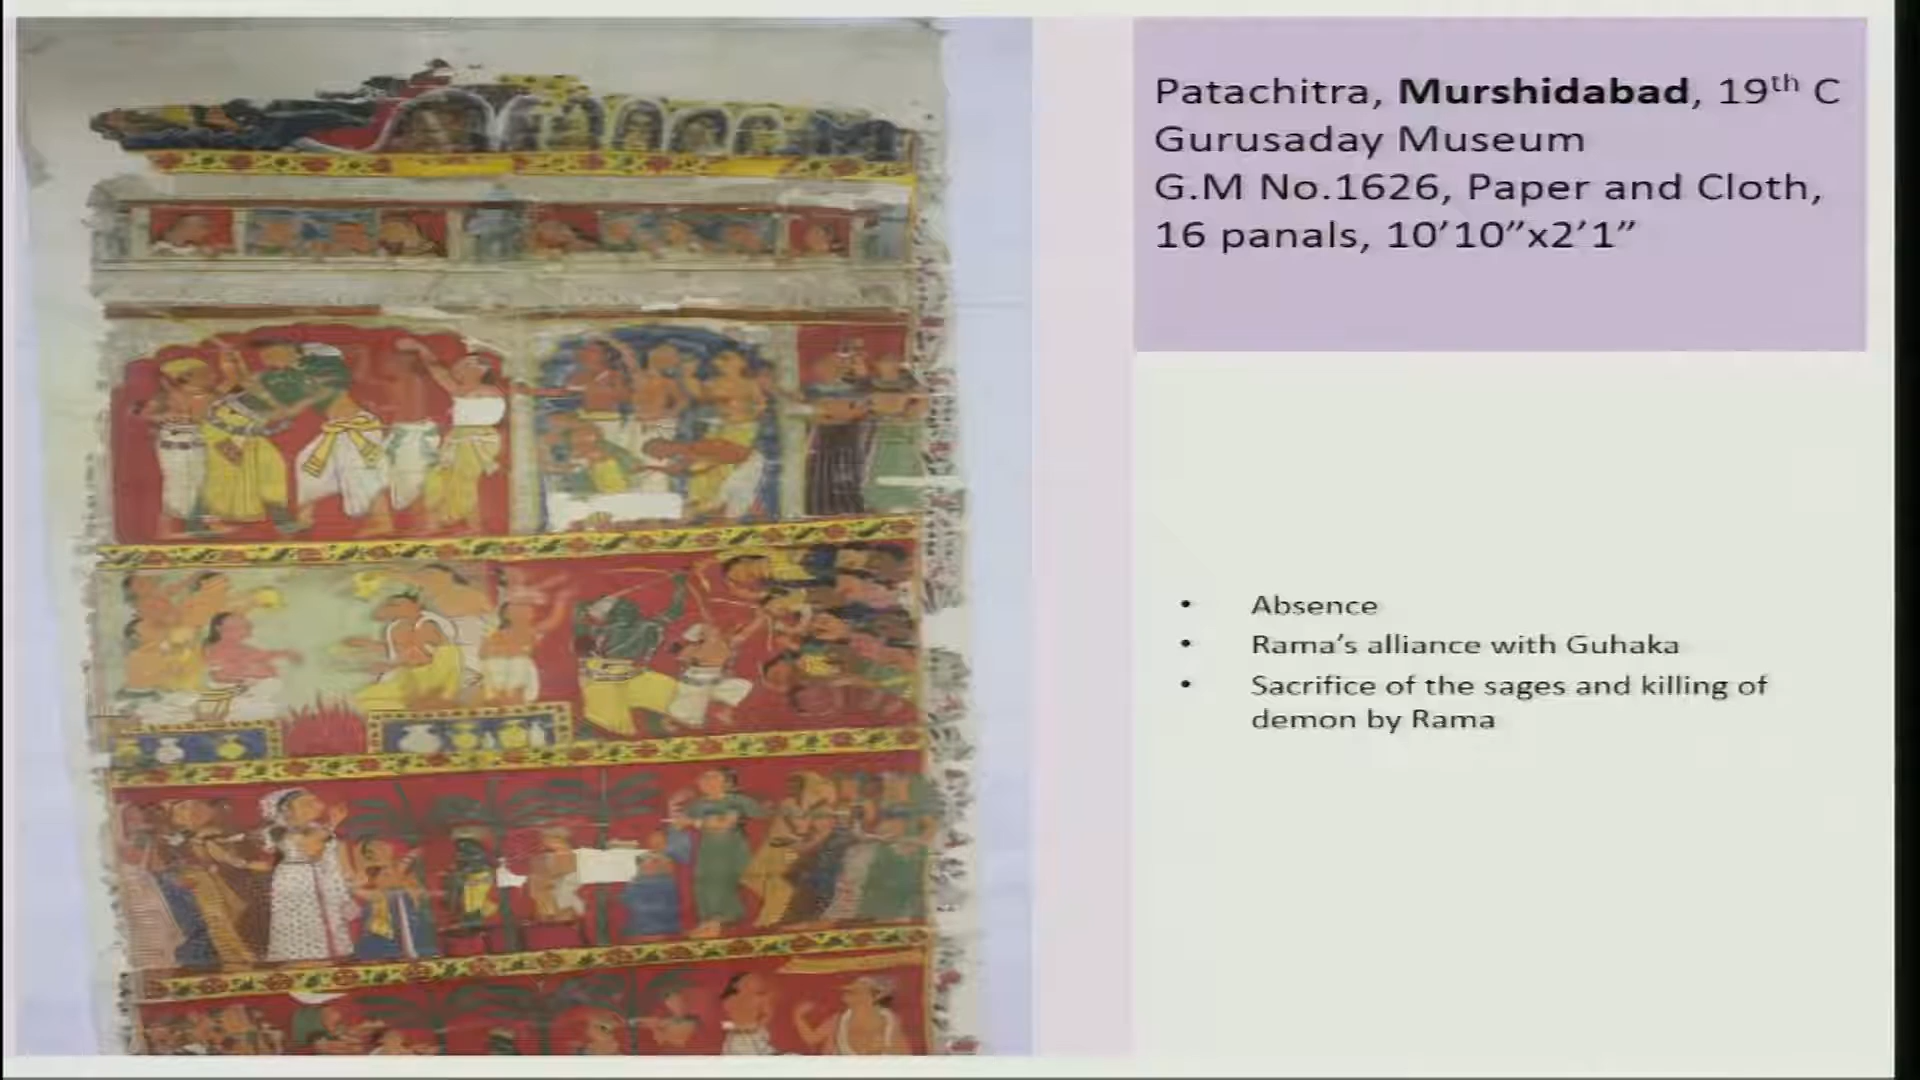 Patachitra, Murshidabad, 19th C
Gurusaday Museum
G.M No.1626, Paper and Cloth,
16 panals, 10’10”x2’1”
• Absence
• Rama’s alliance with Guhaka
• Sacrifice of the sages and killing of
demon by Rama